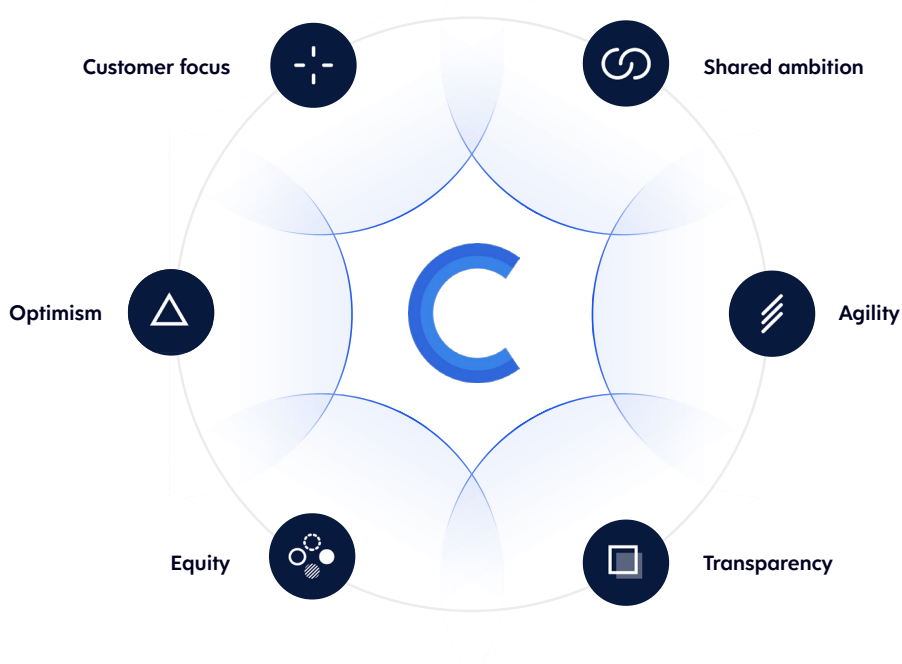 Customer focus
Shared ambition
Optimism
Agility
Equity
Transparency